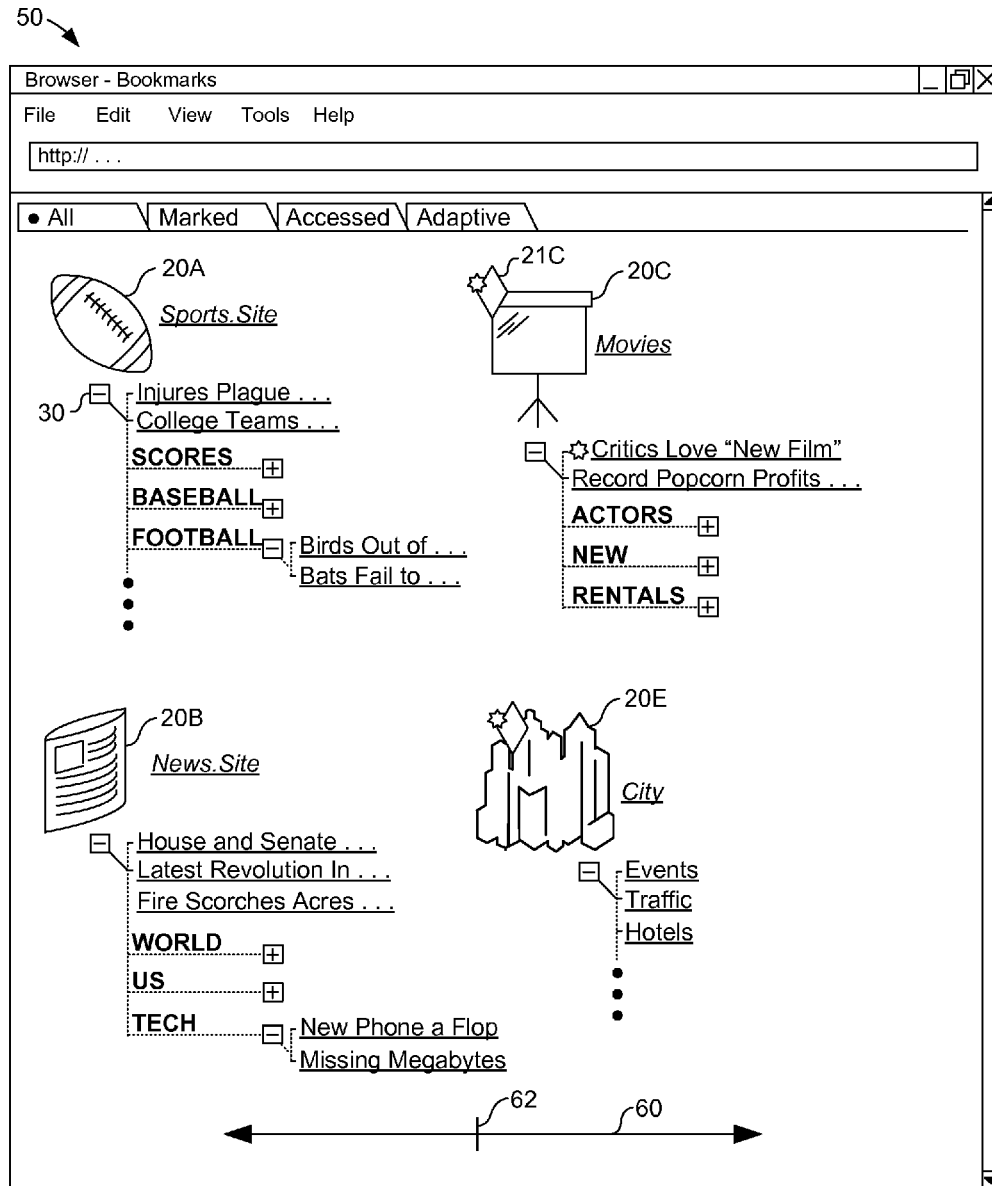 50
Browser - Bookmarks
File Edit View Tools Help
http:// . . .
• All Marked Accessed Adaptive
20A
Sports.Site
30
Injures Plague . . .
College Teams . . .
SCORES
BASEBALL
FOOTBALL
Birds Out of . . .
Bats Fail to . . .
21C
20C
Movies
Critics Love “New Film”
Record Popcorn Profits . . .
ACTORS
NEW
RENTALS
20B
News.Site
House and Senate . . .
Latest Revolution In . . .
Fire Scorches Acres . . .
WORLD
US
TECH
New Phone a Flop
Missing Megabytes
20E
City
Events
Traffic
Hotels
62
60